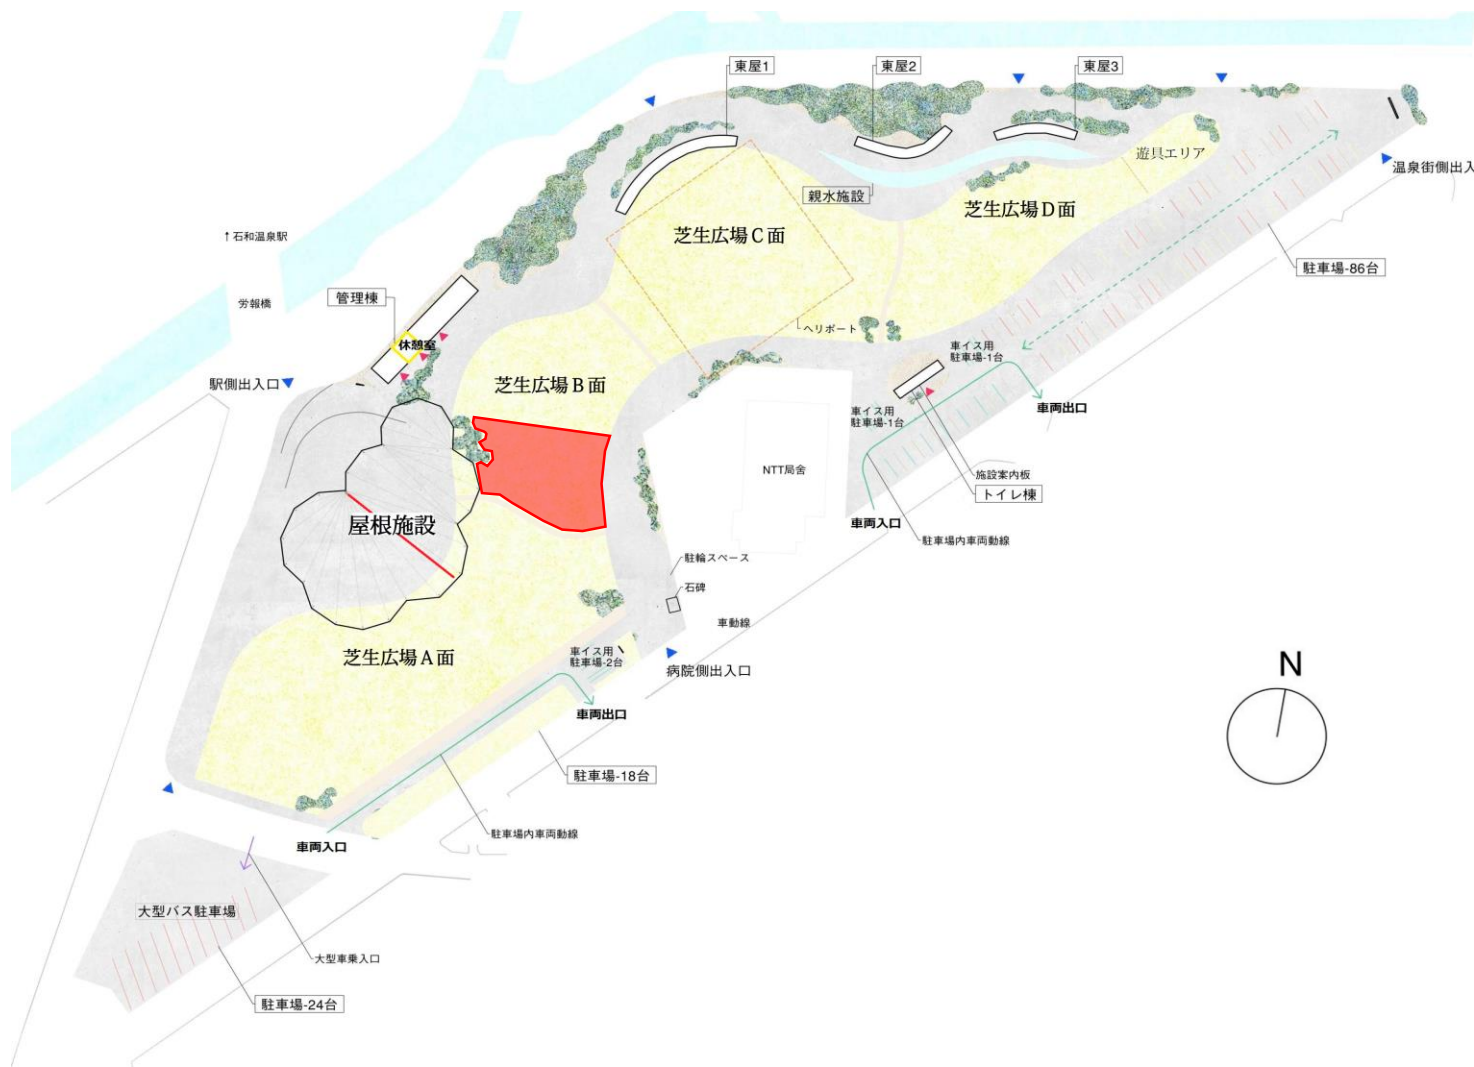 東屋1
東屋2
東屋3
遊具エリア
温泉街側出入
親水施設
芝生広場D面
芝生広場C面
↑石和温泉駅
駐車場-86台
管理棟
労報橋
ヘリポート
休憩室
車イス用
駐車場-1台
駅側出入口
芝生広場B面
車両出口
車イス用
駐車場-1台
NTT局舎
施設案内板
トイレ棟
屋根施設
車両入口
駐車場内車両動線
駐輪スペース
石碑
車動線
芝生広場A面
車イス用
駐車場-2台
病院側出入口
N
車両出口
駐車場-18台
駐車場内車両動線
車両入口
大型バス駐車場
大型車乗入口
駐車場-24台